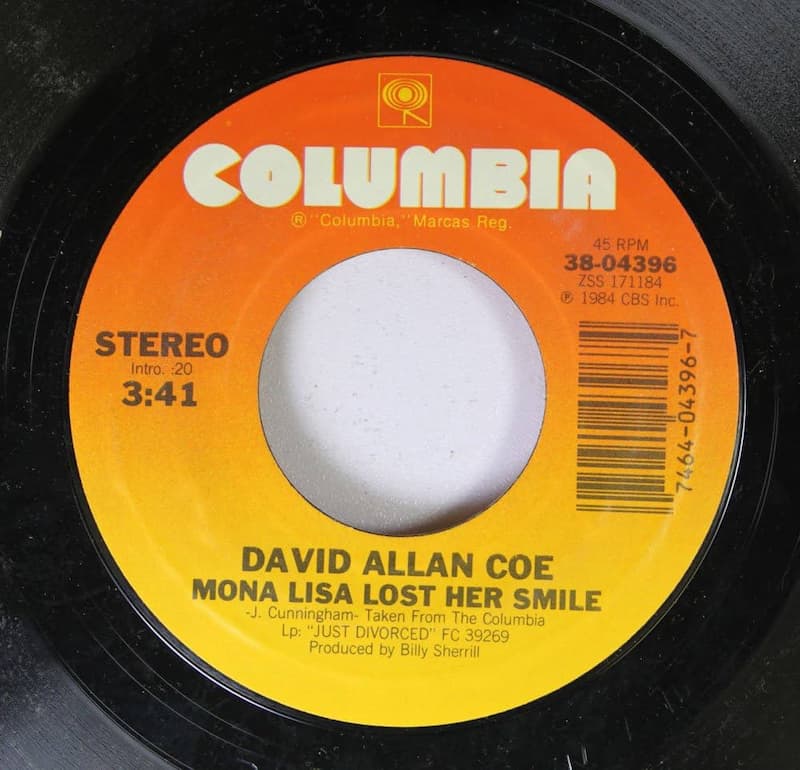 COLUMBIA
® "Columbia," Marcas Reg.
45 RPM
38-04396
ZSS 171184
℗ 1984 CBS Inc.
STEREO
Intro. :20
3:41
7464-04396-7
DAVID ALLAN COE
MONA LISA LOST HER SMILE
-J. Cunningham- Taken From The Columbia
Lp: "JUST DIVORCED" FC 39269
Produced by Billy Sherrill